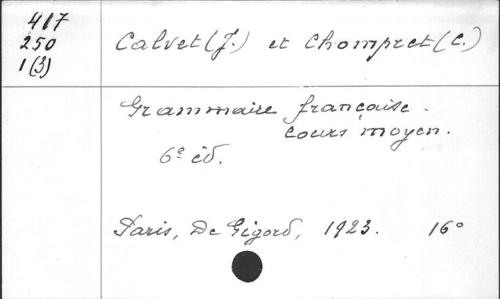 417
250
1(3)
Calvet (J.) et Chompret (C.)
Grammaire française.
Cours moyen.
6e éd.
Paris, De Gigord, 1923. 16°